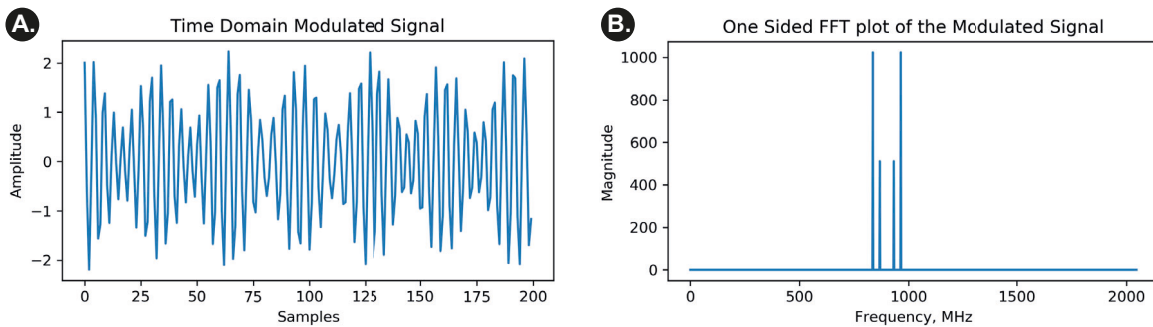 A.
Time Domain Modulated Signal
Amplitude
2
1
0
−1
−2
0 25 50 75 100 125 150 175 200
Samples
B.
One Sided FFT plot of the Modulated Signal
Magnitude
1000
800
600
400
200
0
0 500 1000 1500 2000
Frequency, MHz